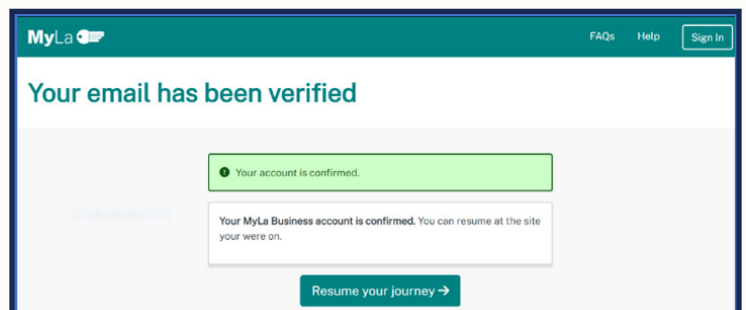 MyLa
FAQs Help Sign In
Your email has been verified
Your account is confirmed.
Your MyLa Business account is confirmed. You can resume at the site
your were on.
Resume your journey →